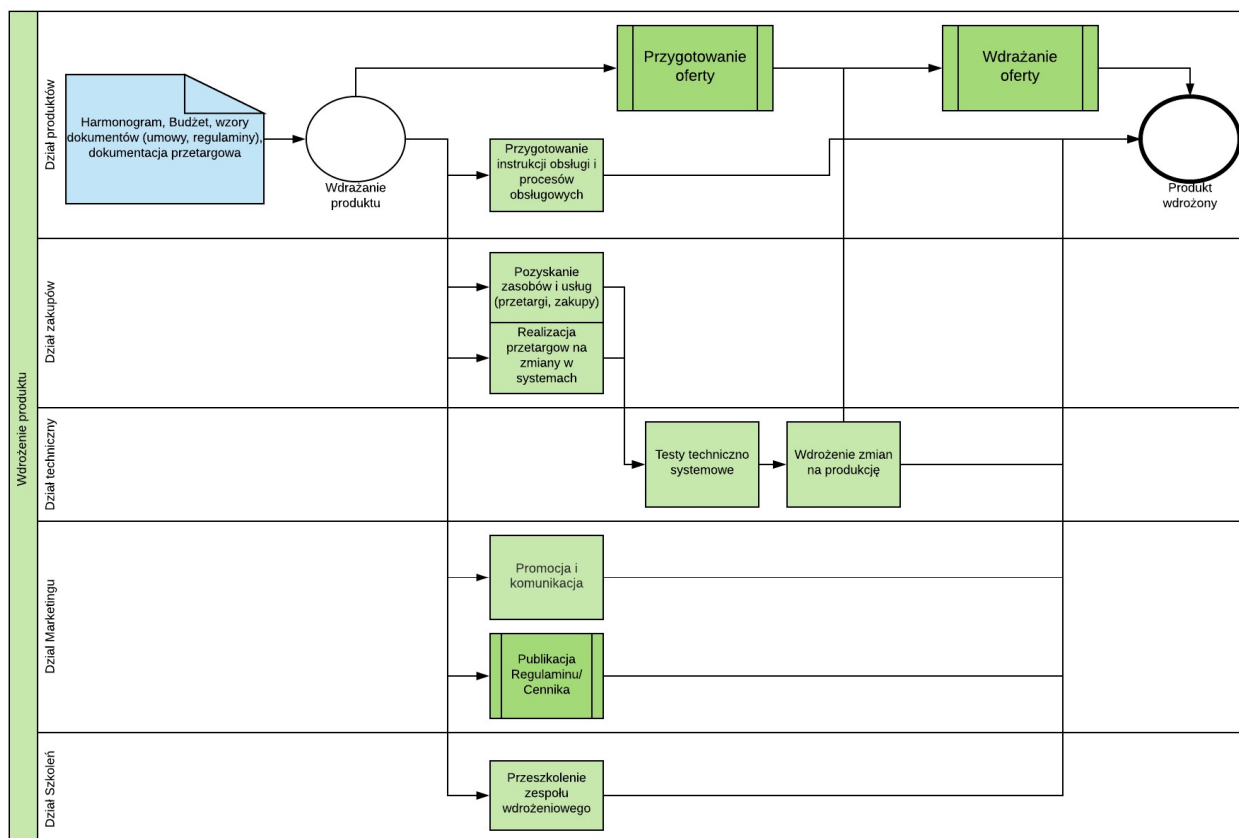 Wdrożenie produktu
Dział produktów
Harmonogram, Budżet, wzory
dokumentów (umowy, regulaminy),
dokumentacja przetargowa
Wdrażanie
produktu
Przygotowanie
oferty
Wdrażanie
oferty
Przygotowanie
instrukcji obsługi i
procesów
obsługowych
Produkt
wdrożony
Dział zakupów
Pozyskanie
zasobów i usług
(przetargi, zakupy)
Realizacja
przetargow na
zmiany w
systemach
Dział techniczny
Testy techniczno
systemowe
Wdrożenie zmian
na produkcję
Dział Marketingu
Promocja i
komunikacja
Publikacja
Regulaminu/
Cennika
Dział Szkoleń
Przeszkolenie
zespołu
wdrożeniowego